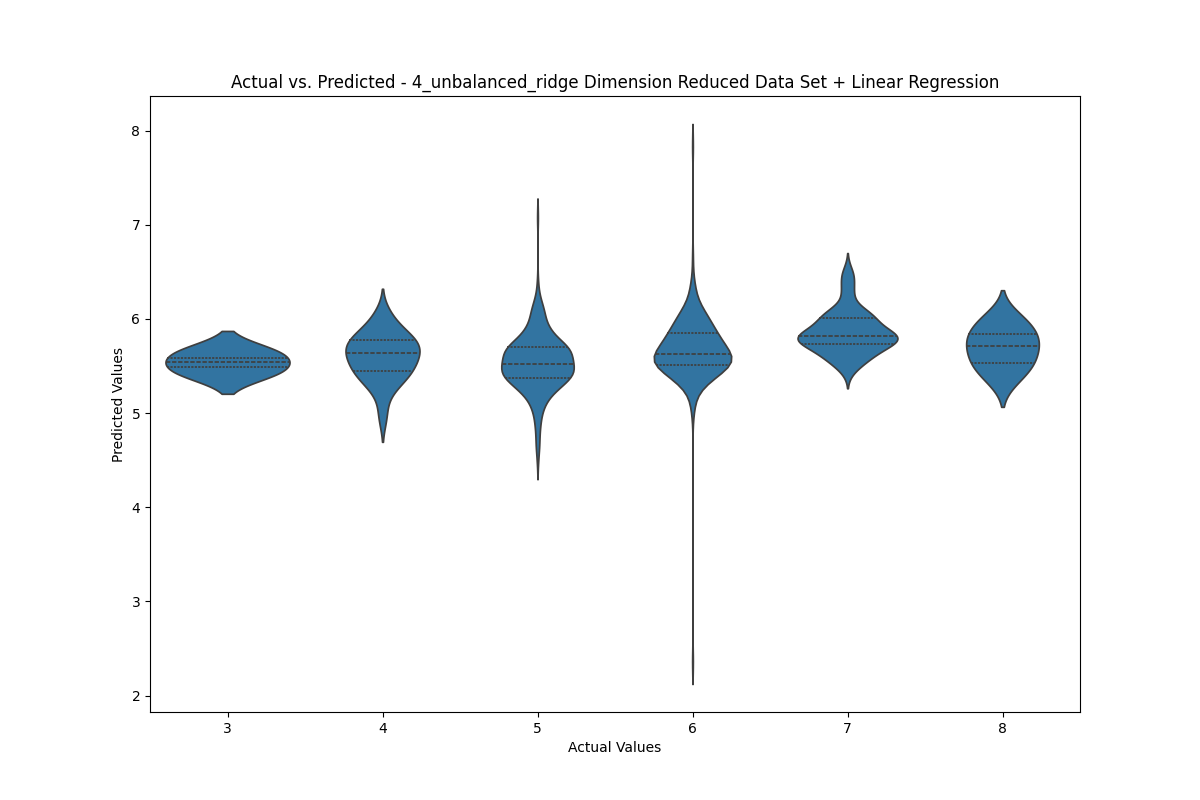 Actual vs. Predicted - 4_unbalanced_ridge Dimension Reduced Data Set + Linear Regression
8
7
6
5
4
3
2
Predicted Values
3 4 5 6 7 8
Actual Values